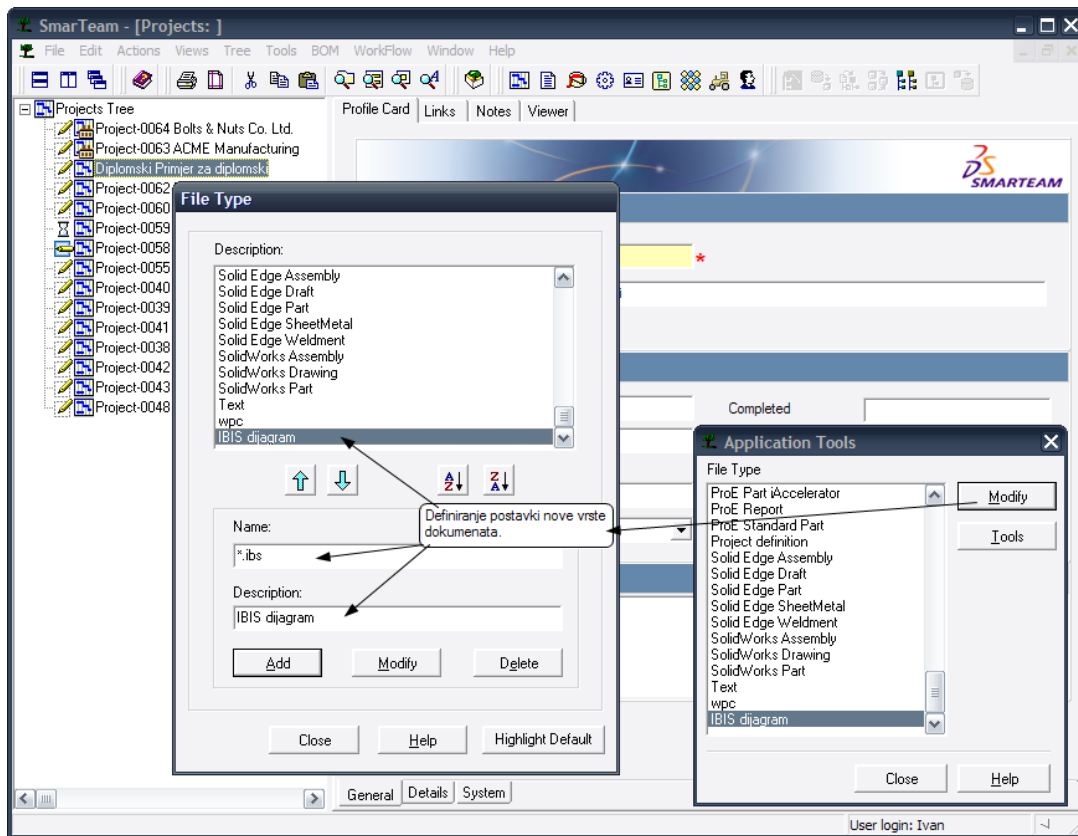 SmarTeam - [Projects: ]
File Edit Actions Views Tree Tools BOM WorkFlow Window Help
Projects Tree
Project-0064 Bolts & Nuts Co. Ltd.
Project-0063 ACME Manufacturing
Diplomski Primjer za diplomski
Project-0062
Project-0060
Project-0059
Project-0058
Project-0055
Project-0040
Project-0039
Project-0041
Project-0038
Project-0042
Project-0043
Project-0048
Profile Card Links Notes Viewer
SMARTEAM
*
Completed
General Details System
User login: Ivan
File Type
Description:
Solid Edge Assembly
Solid Edge Draft
Solid Edge Part
Solid Edge SheetMetal
Solid Edge Weldment
SolidWorks Assembly
SolidWorks Drawing
SolidWorks Part
Text
wpc
IBIS dijagram
Name:
*.ibs
Description:
IBIS dijagram
Add Modify Delete
Close Help Highlight Default
Definiranje postavki nove vrste
dokumenata.
Application Tools
File Type
ProE Part iAccelerator
ProE Report
ProE Standard Part
Project definition
Solid Edge Assembly
Solid Edge Draft
Solid Edge Part
Solid Edge SheetMetal
Solid Edge Weldment
SolidWorks Assembly
SolidWorks Drawing
SolidWorks Part
Text
wpc
IBIS dijagram
Modify
Tools
Close Help